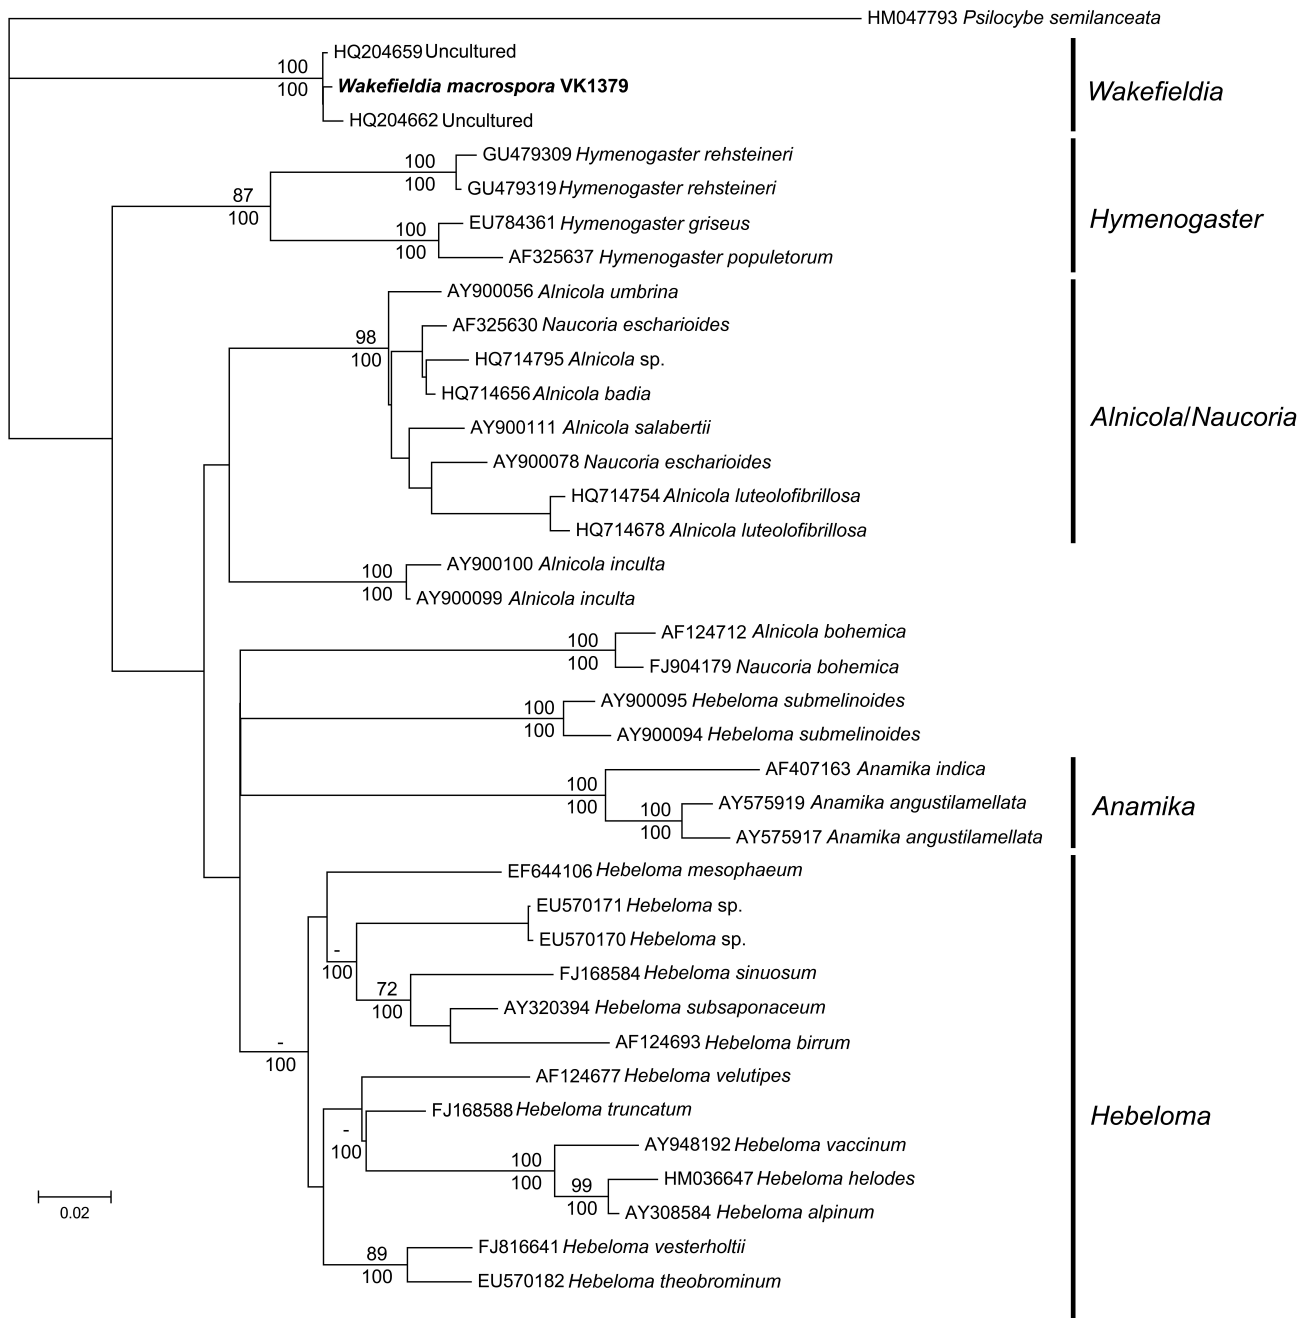 HM047793 Psilocybe semilanceata
HQ204659 Uncultured
100
100
Wakefieldia macrospora VK1379
Wakefieldia
HQ204662 Uncultured
GU479309 Hymenogaster rehsteineri
100
100
GU479319 Hymenogaster rehsteineri
87
100
Hymenogaster
EU784361 Hymenogaster griseus
100
100
AF325637 Hymenogaster populetorum
AY900056 Alnicola umbrina
AF325630 Naucoria escharioides
98
100
HQ714795 Alnicola sp.
HQ714656 Alnicola badia
Alnicola/Naucoria
AY900111 Alnicola salabertii
AY900078 Naucoria escharioides
HQ714754 Alnicola luteolofibrillosa
HQ714678 Alnicola luteolofibrillosa
AY900100 Alnicola inculta
100
100
AY900099 Alnicola inculta
AF124712 Alnicola bohemica
100
100
FJ904179 Naucoria bohemica
AY900095 Hebeloma submelinoides
100
100
AY900094 Hebeloma submelinoides
AF407163 Anamika indica
100
100
AY575919 Anamika angustilamellata
100
100
Anamika
AY575917 Anamika angustilamellata
EF644106 Hebeloma mesophaeum
EU570171 Hebeloma sp.
EU570170 Hebeloma sp.
-
100
FJ168584 Hebeloma sinuosum
72
100
AY320394 Hebeloma subsaponaceum
AF124693 Hebeloma birrum
-
100
AF124677 Hebeloma velutipes
FJ168588 Hebeloma truncatum
Hebeloma
-
100
AY948192 Hebeloma vaccinum
100
100
HM036647 Hebeloma helodes
99
100
AY308584 Hebeloma alpinum
0.02
FJ816641 Hebeloma vesterholtii
89
100
EU570182 Hebeloma theobrominum